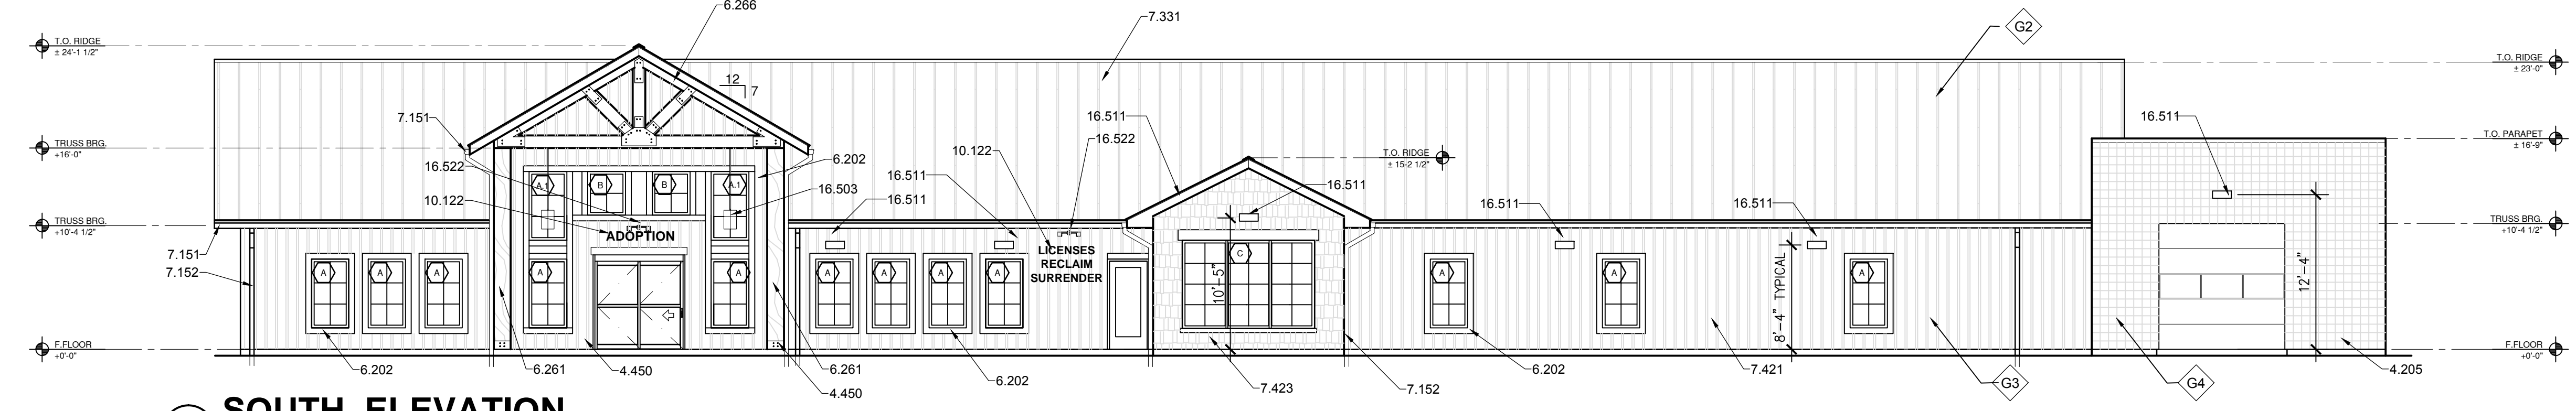 6.266
7.331
G2
T.O. RIDGE
± 24'-1 1/2"
T.O. RIDGE
± 23'-0"
12
7
7.151
16.511
16.522
16.511
T.O. PARAPET
± 16'-9"
TRUSS BRG.
+16'-0"
10.122
T.O. RIDGE
± 15-2 1/2"
16.522
6.202
16.511
16.503
16.511
16.511
A.1
B
B
A.1
10.122
16.511
16.511
16.511
TRUSS BRG.
+10'-4 1/2"
TRUSS BRG.
+10'-4 1/2"
ADOPTION
LICENSES
RECLAIM
SURRENDER
7.151
7.152
A
A
A
A
A
A
A
A
A
C
A
A
A
10'-5"
8'-4" TYPICAL
12'-4"
F.FLOOR
+0'-0"
F.FLOOR
+0'-0"
6.202
6.261
4.450
6.261
4.450
6.202
7.423
7.152
6.202
7.421
G3
G4
4.205
SOUTH ELEVATION